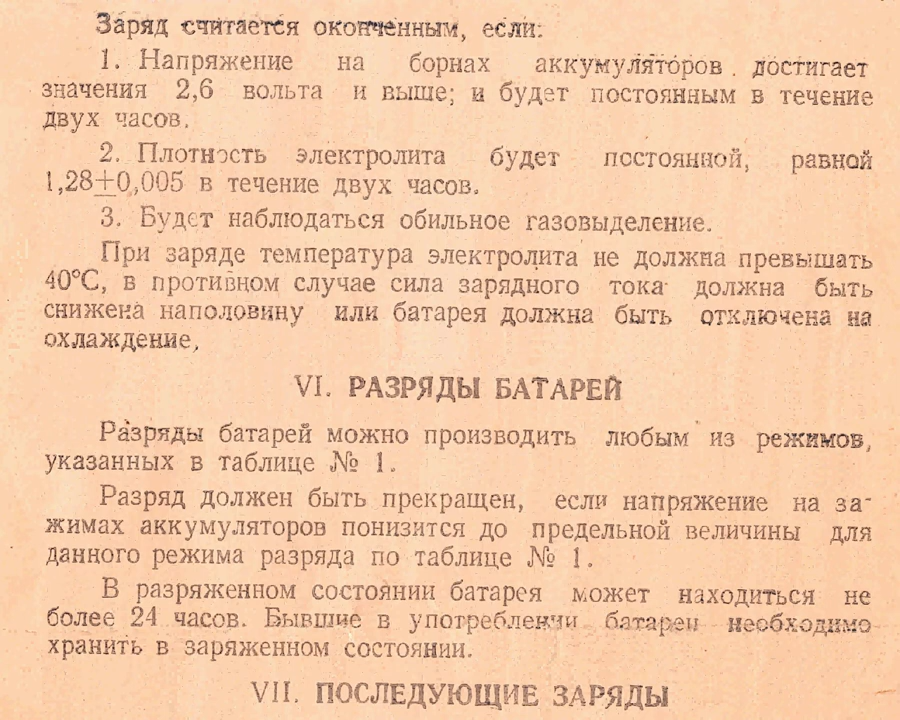 Заряд считается оконченным, если:
1. Напряжение на борнах аккумуляторов достигает
значения 2,6 вольта и выше; и будет постоянным в течение
двух часов.
2. Плотность электролита будет постоянной, равной
1,28±0,005 в течение двух часов.
3. Будет наблюдаться обильное газовыделение.
При заряде температура электролита не должна превышать
40°С, в противном случае сила зарядного тока должна быть
снижена наполовину или батарея должна быть отключена на
охлаждение,
VI. РАЗРЯДЫ БАТАРЕЙ
Разряды батарей можно производить любым из режимов,
указанных в таблице № 1.
Разряд должен быть прекращен, если напряжение на за-
жимах аккумуляторов понизится до предельной величины для
данного режима разряда по таблице № 1.
В разряженном состоянии батарея может находиться не
более 24 часов. Бывшие в употреблении батареи необходимо
хранить в заряженном состоянии.
VII. ПОСЛЕДУЮЩИЕ ЗАРЯДЫ